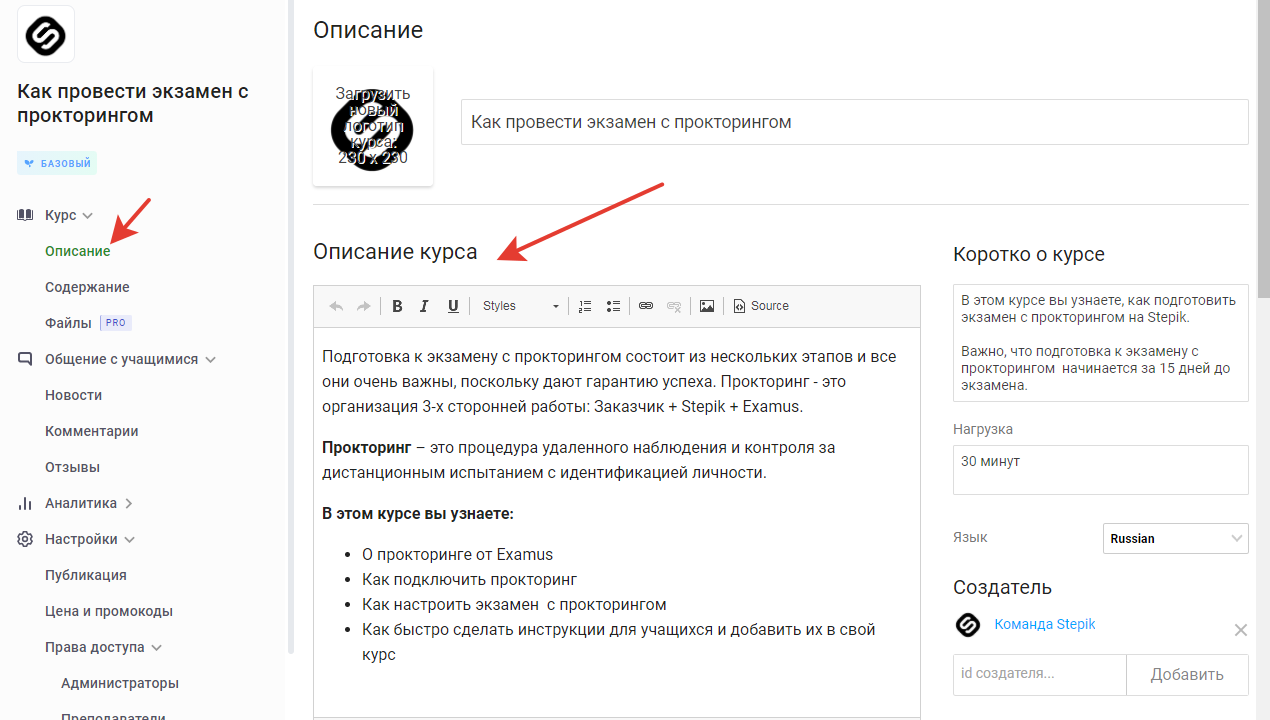 Как провести экзамен с
прокторингом
БАЗОВЫЙ
Курс
Описание
Содержание
Файлы PRO
Общение с учащимися
Новости
Комментарии
Отзывы
Аналитика
Настройки
Публикация
Цена и промокоды
Права доступа
Администраторы
Преподаватели
Описание
Загрузить
новый
логотип
курса:
230 x 230
Как провести экзамен с прокторингом
Описание курса
B I U Styles Source
Подготовка к экзамену с прокторингом состоит из нескольких этапов и все
они очень важны, поскольку дают гарантию успеха. Прокторинг - это
организация 3-х сторонней работы: Заказчик + Stepik + Examus.
Прокторинг – это процедура удаленного наблюдения и контроля за
дистанционным испытанием с идентификацией личности.
В этом курсе вы узнаете:
• О прокторинге от Examus
• Как подключить прокторинг
• Как настроить экзамен  с прокторингом
• Как быстро сделать инструкции для учащихся и добавить их в свой
курс
Коротко о курсе
В этом курсе вы узнаете, как подготовить
экзамен с прокторингом на Stepik.
Важно, что подготовка к экзамену с
прокторингом  начинается за 15 дней до
экзамена.
Нагрузка
30 минут
Язык Russian
Создатель
Команда Stepik
id создателя... Добавить